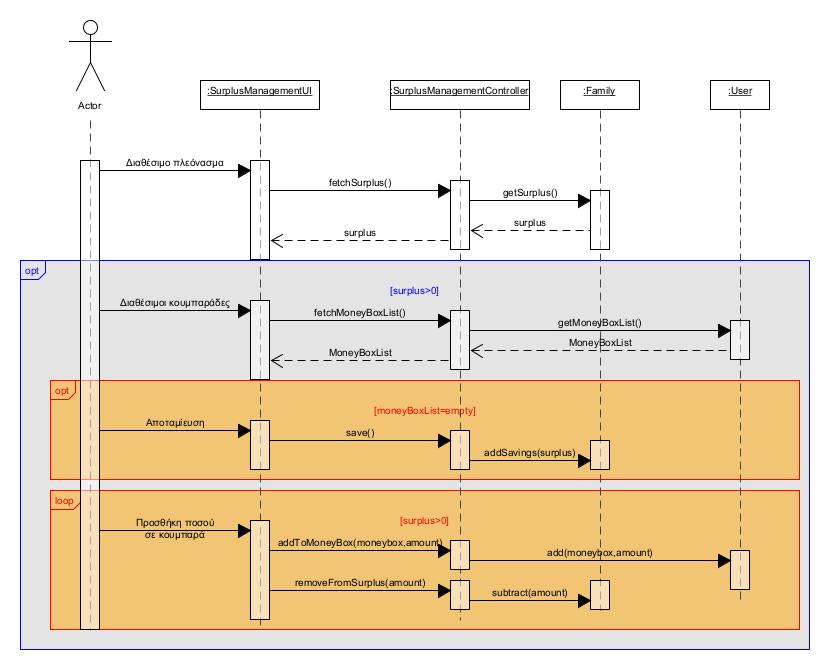 Actor
:SurplusManagementUI
:SurplusManagementController
:Family
:User
Διαθέσιμο πλεόνασμα
fetchSurplus()
getSurplus()
surplus
surplus
opt
[surplus>0]
Διαθέσιμοι κουμπαράδες
fetchMoneyBoxList()
getMoneyBoxList()
MoneyBoxList
MoneyBoxList
opt
[moneyBoxList=empty]
Αποταμίευση
save()
addSavings(surplus)
loop
[surplus>0]
Προσθήκη ποσού
σε κουμπαρά
addToMoneyBox(moneybox,amount)
add(moneybox,amount)
removeFromSurplus(amount)
subtract(amount)